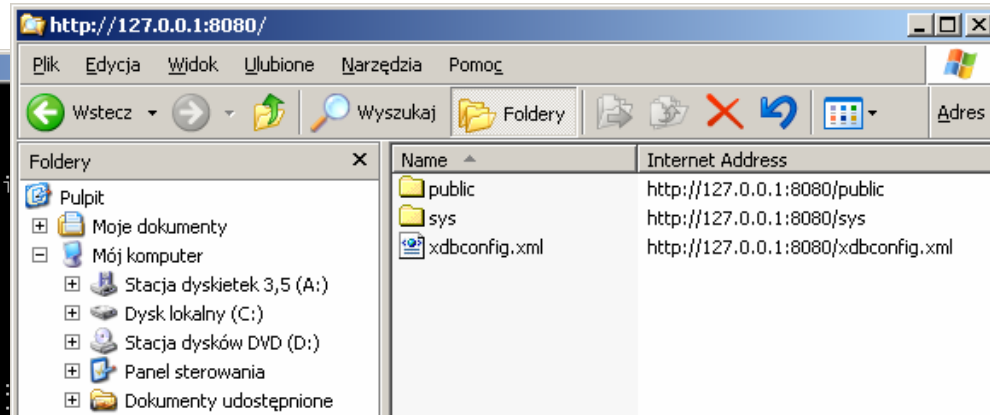 http://127.0.0.1:8080/
Plik Edycja Widok Ulubione Narzędzia Pomoc
Wstecz Wyszukaj Foldery Adres
Foldery x Name Internet Address
Pulpit
Moje dokumenty
Mój komputer
Stacja dyskietek 3,5 (A:)
Dysk lokalny (C:)
Stacja dysków DVD (D:)
Panel sterowania
Dokumenty udostępnione
public http://127.0.0.1:8080/public
sys http://127.0.0.1:8080/sys
xdbconfig.xml http://127.0.0.1:8080/xdbconfig.xml